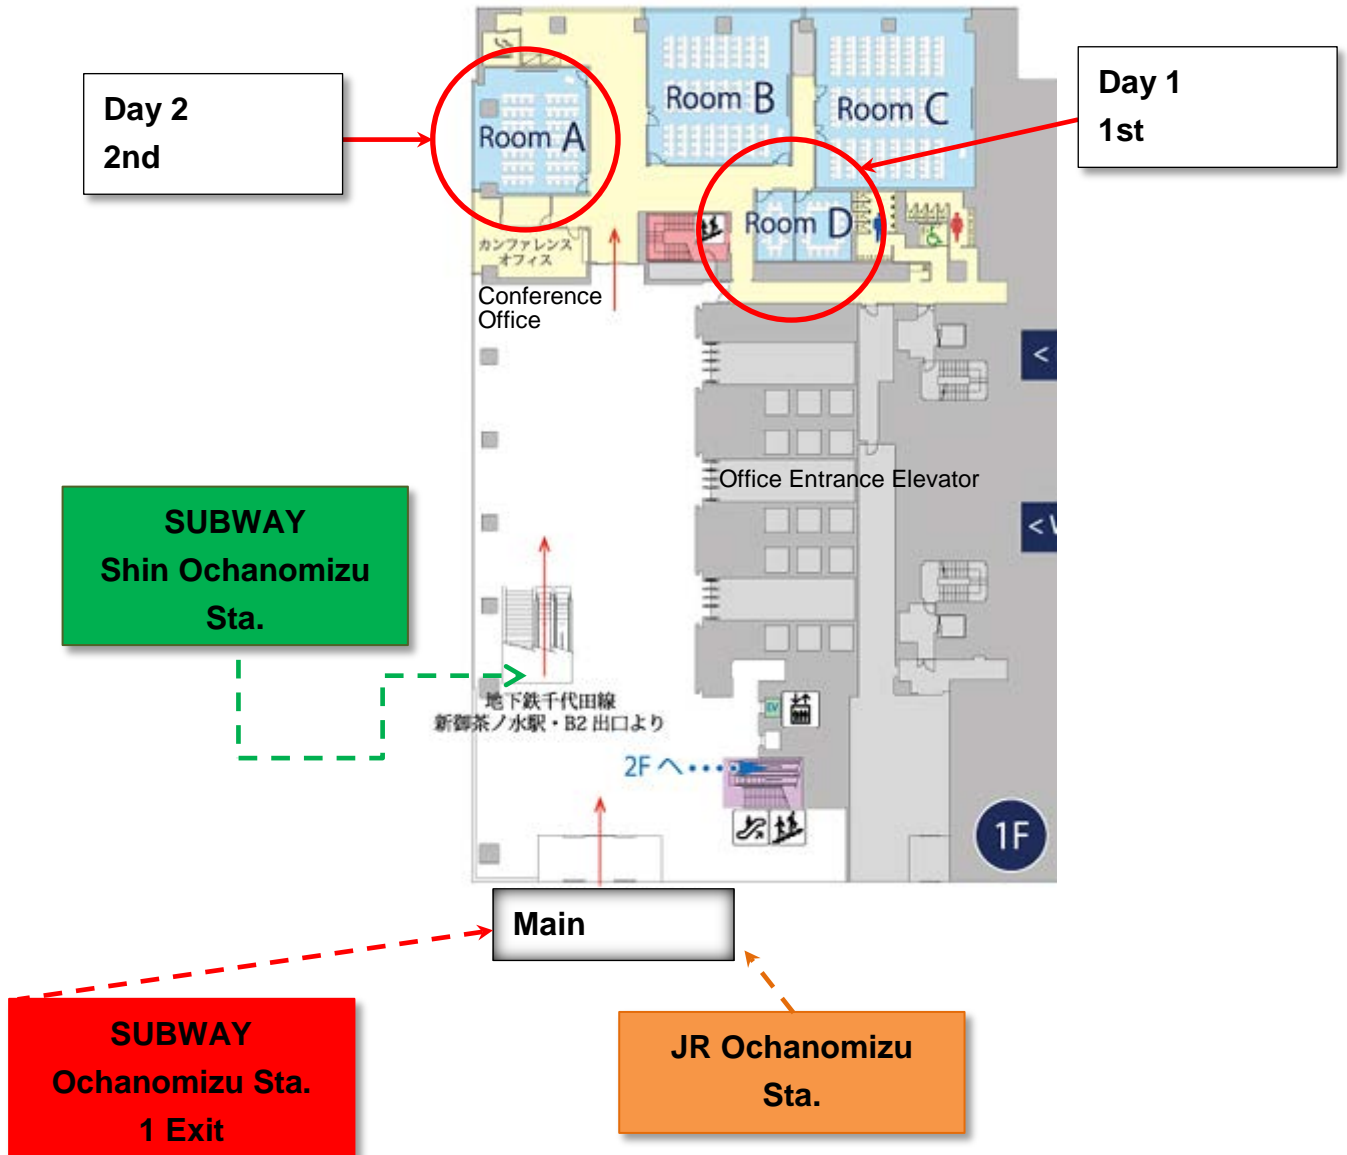 Day 2
2nd
Room A
Room B
Room C
Day 1
1st
Room D
カンファレンス
オフィス
Conference
Office
<
Office Entrance Elevator
SUBWAY
Shin Ochanomizu
Sta.
地下鉄千代田線
新御茶ノ水駅・B2 出口より
EV
2F へ
1F
Main
SUBWAY
Ochanomizu Sta.
1 Exit
JR Ochanomizu
Sta.